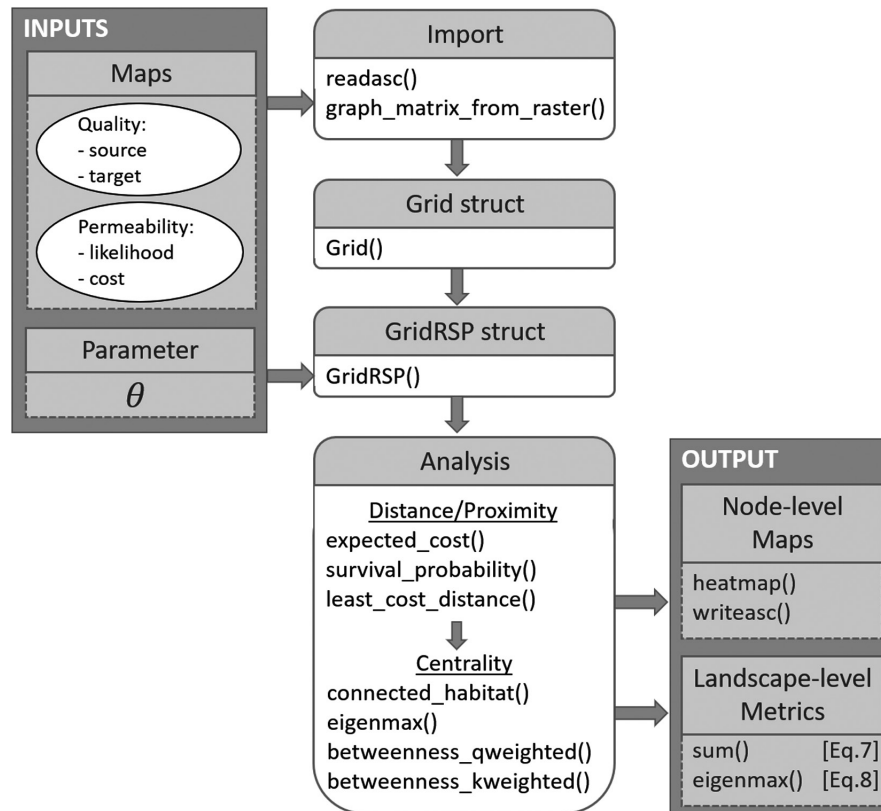 INPUTS
Maps
Quality:
- source
- target
Permeability:
- likelihood
- cost
Parameter
θ
Import
readasc()
graph_matrix_from_raster()
Grid struct
Grid()
GridRSP struct
GridRSP()
Analysis
Distance/Proximity
expected_cost()
survival_probability()
least_cost_distance()
Centrality
connected_habitat()
eigenmax()
betweenness_qweighted()
betweenness_kweighted()
OUTPUT
Node-level
Maps
heatmap()
writeasc()
Landscape-level
Metrics
sum() [Eq.7]
eigenmax() [Eq.8]